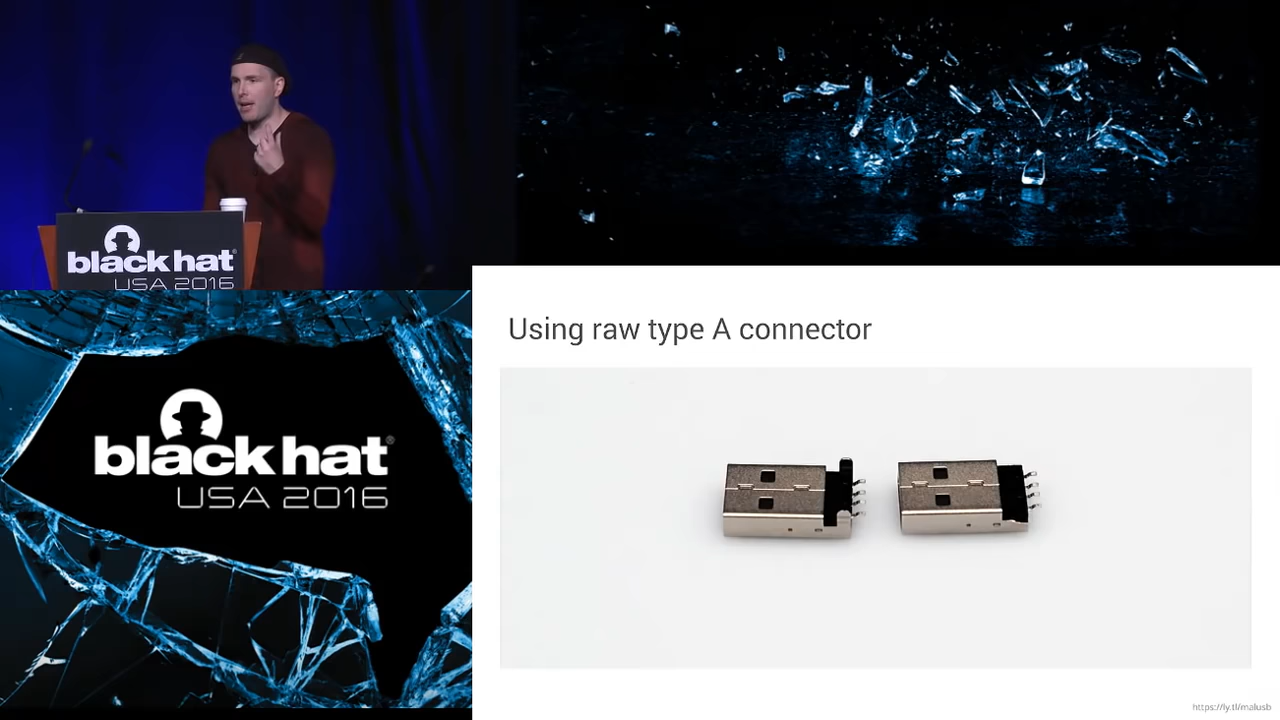 black hat®
USA 2016
black hat®
USA 2016
Using raw type A connector
https://ly.tl/malusb